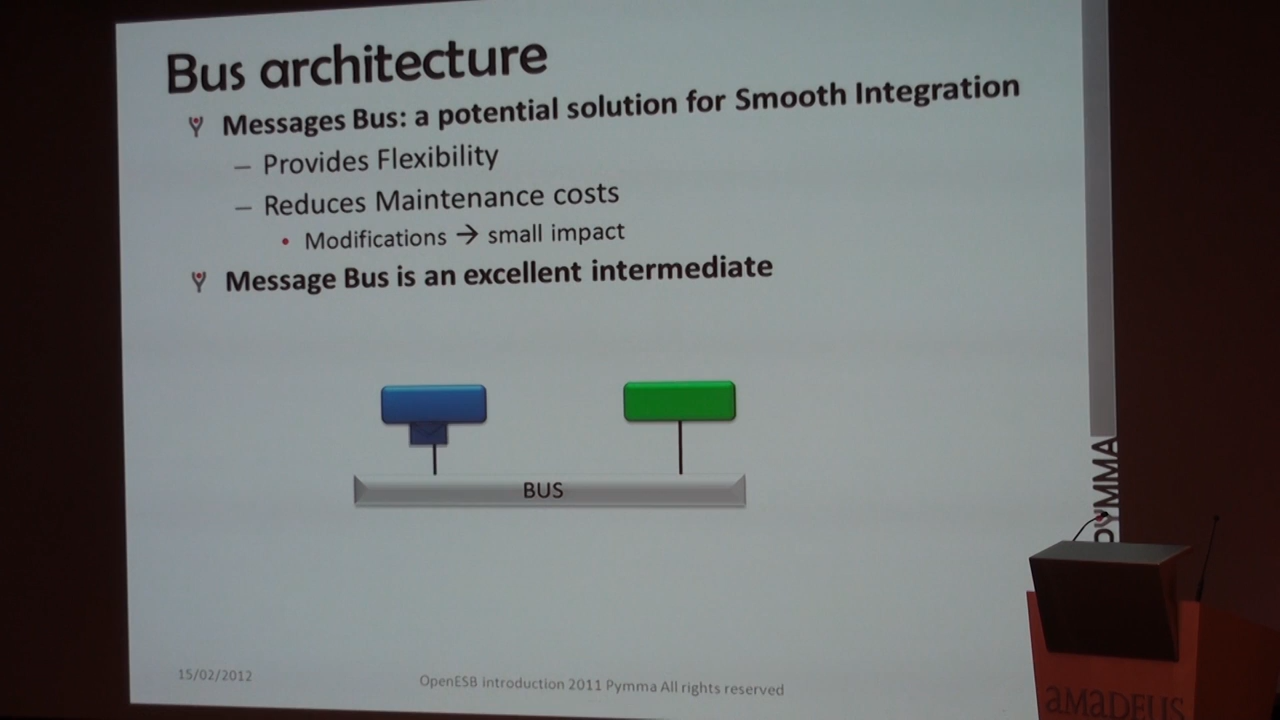 Bus architecture
Messages Bus: a potential solution for Smooth Integration
– Provides Flexibility
– Reduces Maintenance costs
• Modifications → small impact
Message Bus is an excellent intermediate
BUS
PYMMA
15/02/2012
OpenESB introduction 2011 Pymma All rights reserved
amadeus